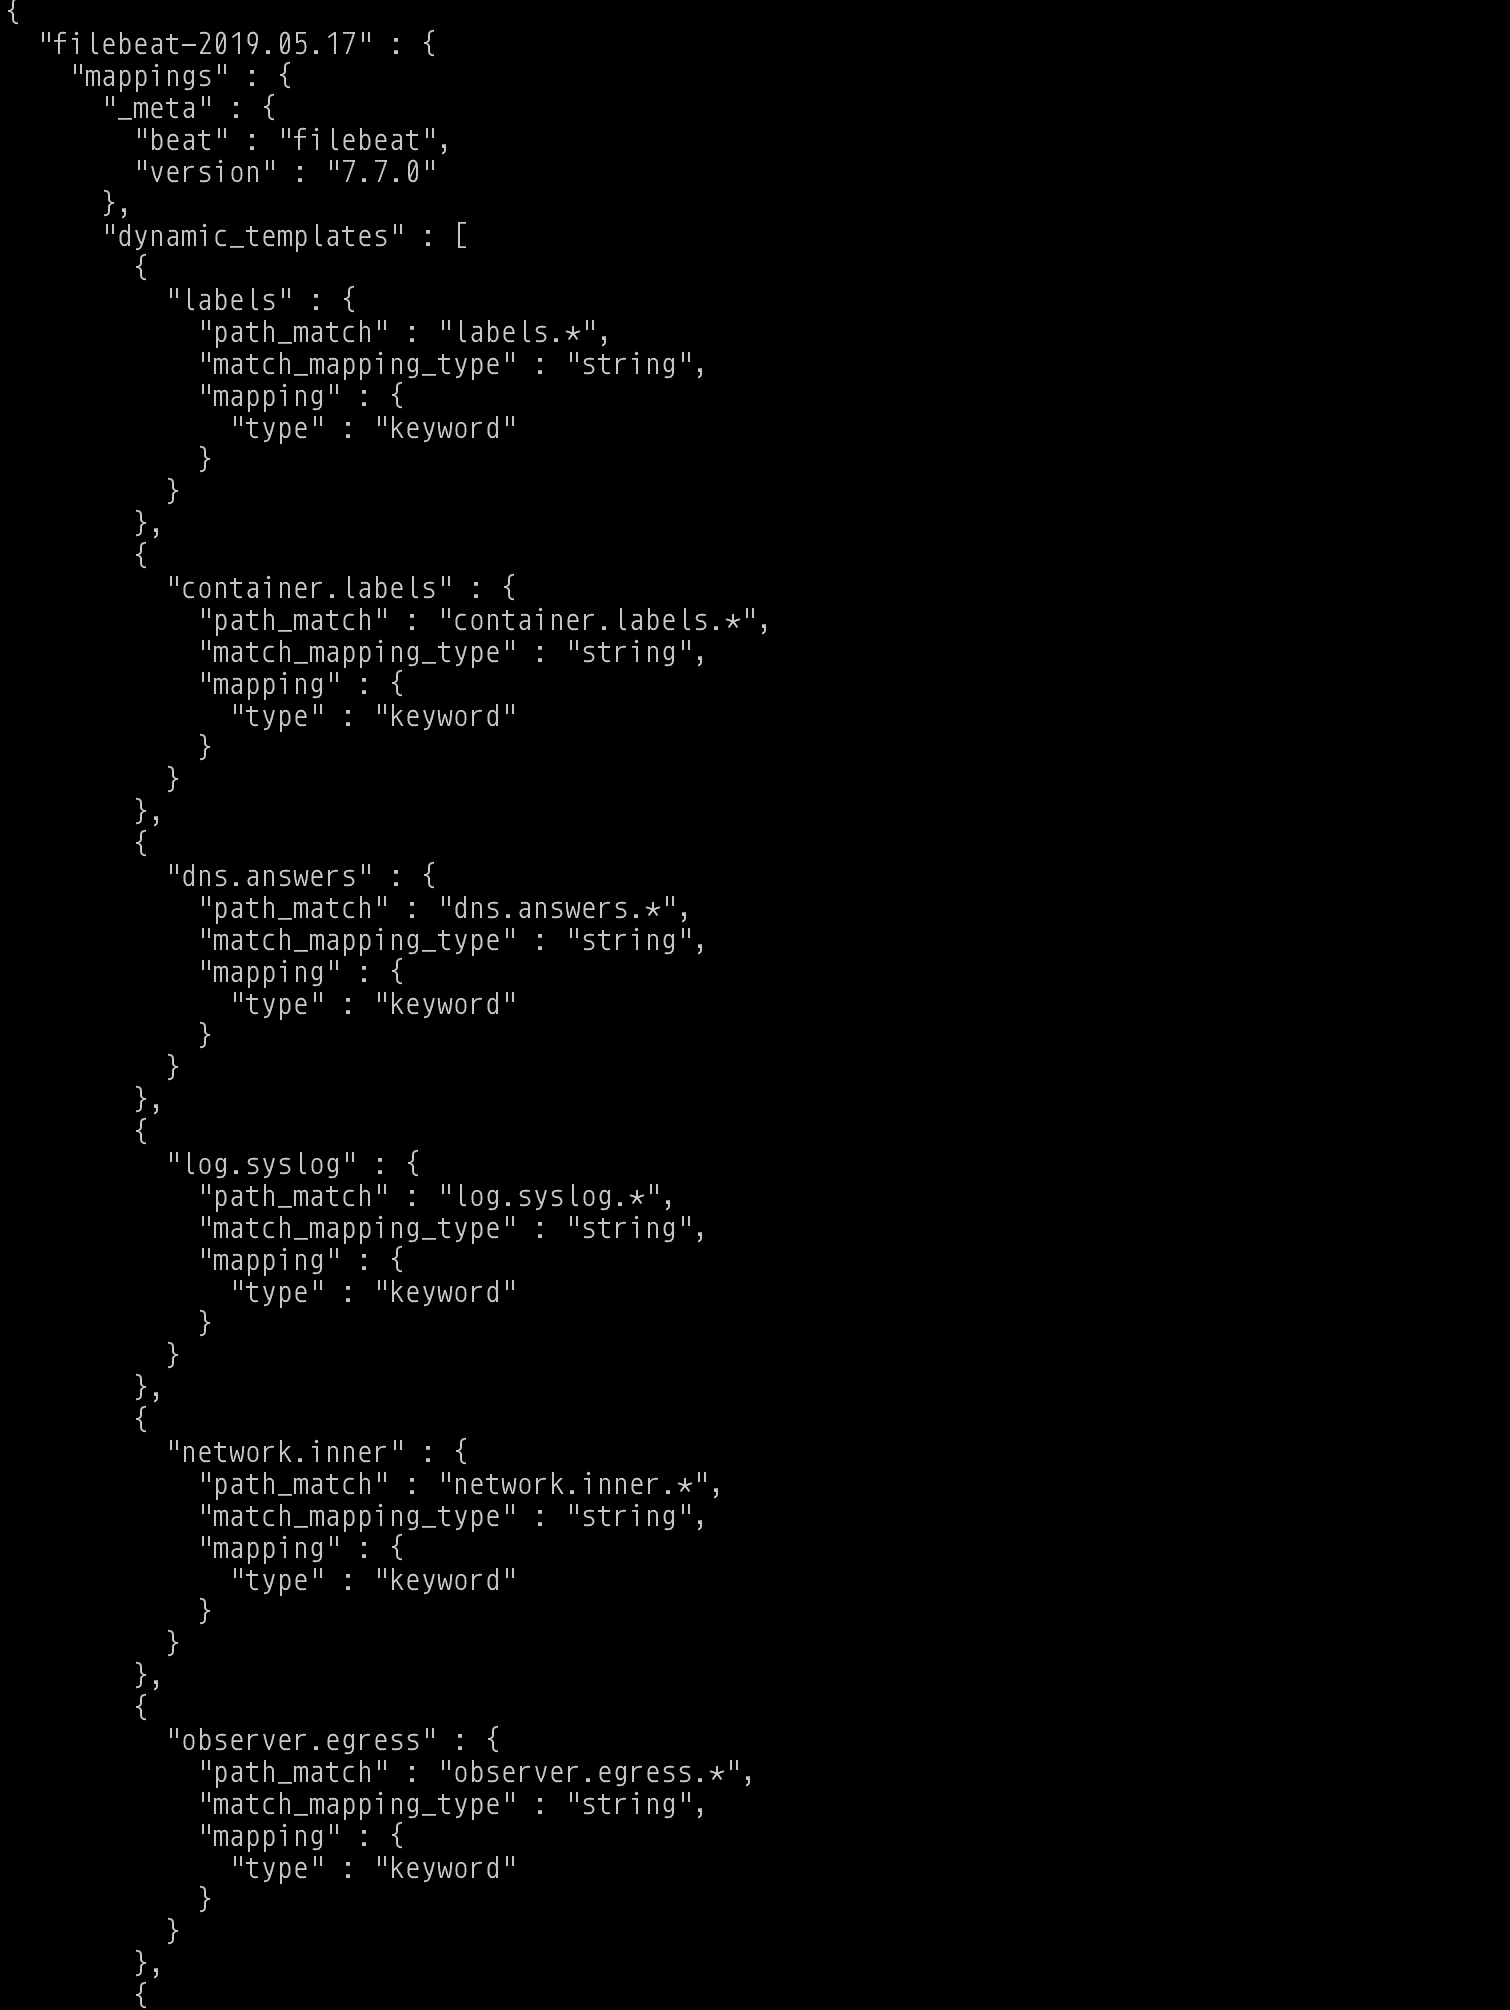 {
  "filebeat-2019.05.17" : {
    "mappings" : {
      "_meta" : {
        "beat" : "filebeat",
        "version" : "7.7.0"
      },
      "dynamic_templates" : [
        {
          "labels" : {
            "path_match" : "labels.*",
            "match_mapping_type" : "string",
            "mapping" : {
              "type" : "keyword"
            }
          }
        },
        {
          "container.labels" : {
            "path_match" : "container.labels.*",
            "match_mapping_type" : "string",
            "mapping" : {
              "type" : "keyword"
            }
          }
        },
        {
          "dns.answers" : {
            "path_match" : "dns.answers.*",
            "match_mapping_type" : "string",
            "mapping" : {
              "type" : "keyword"
            }
          }
        },
        {
          "log.syslog" : {
            "path_match" : "log.syslog.*",
            "match_mapping_type" : "string",
            "mapping" : {
              "type" : "keyword"
            }
          }
        },
        {
          "network.inner" : {
            "path_match" : "network.inner.*",
            "match_mapping_type" : "string",
            "mapping" : {
              "type" : "keyword"
            }
          }
        },
        {
          "observer.egress" : {
            "path_match" : "observer.egress.*",
            "match_mapping_type" : "string",
            "mapping" : {
              "type" : "keyword"
            }
          }
        },
        {